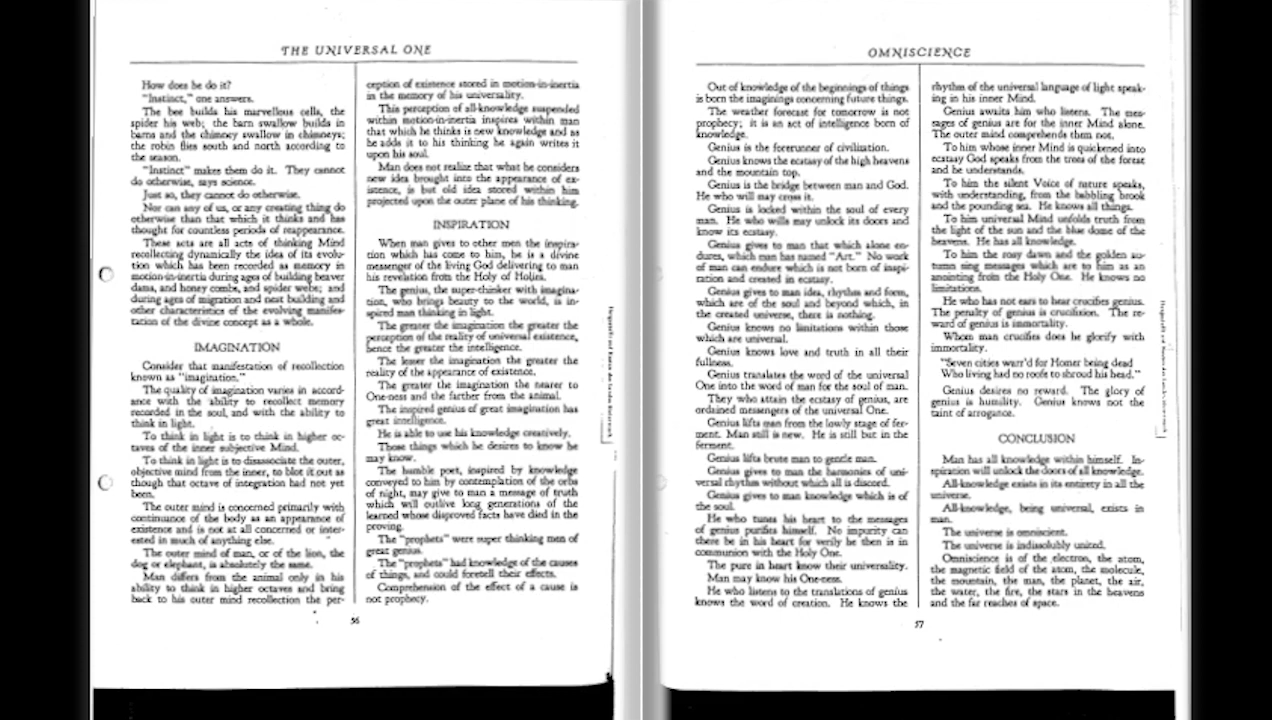 THE UNIVERSAL ONE
How does he do it?
"Instinct," one answers.
The bee builds his marvellous cells, the
spider his web; the barn swallow builds in
barns and the chimney swallow in chimneys;
the robin flies south and north according to
the season.
"Instinct" makes them do it. They cannot
do otherwise, says science.
Just so, they cannot do otherwise.
Nor can any of us, or any creating thing do
otherwise than that which it thinks and has
thought for countless periods of reappearance.
These acts are all acts of thinking Mind
recollecting dynamically the idea of its evolu-
tion which has been recorded as memory in
motion-in-inertia during ages of building beaver
dams, and honey combs, and spider webs; and
during ages of migration and nest building and
other characteristics of the evolving manifes-
tation of the divine concept as a whole.
IMAGINATION
Consider that manifestation of recollection
known as "imagination."
The quality of imagination varies in accord-
ance with the ability to recollect memory
recorded in the soul, and with the ability to
think in light.
To think in light is to think in higher oc-
taves of the inner subjective Mind.
To think in light is to disassociate the outer,
objective mind from the inner, to blot it out as
though that octave of integration had not yet
been.
The outer mind is concerned primarily with
continuance of the body as an appearance of
existence and is not at all concerned or inter-
ested in much of anything else.
The outer mind of man, or of the lion, the
dog or elephant, is absolutely the same.
Man differs from the animal only in his
ability to think in higher octaves and bring
back to his outer mind recollection the per-
ception of existence stored in motion-in-inertia
in the memory of his universality.
This perception of all-knowledge suspended
within motion-in-inertia inspires within man
that which he thinks is new knowledge and as
he adds it to his thinking he again writes it
upon his soul.
Man does not realize that what he considers
new idea brought into the appearance of ex-
istence, is but old idea stored within him
projected upon the outer plane of his thinking.
INSPIRATION
When man gives to other men the inspira-
tion which has come to him, he is a divine
messenger of the living God delivering to man
his revelation from the Holy of Holies.
The genius, the super-thinker with imagina-
tion, who brings beauty to the world, is in-
spired man thinking in light.
The greater the imagination the greater the
perception of the reality of universal existence,
hence the greater the intelligence.
The lesser the imagination the greater the
reality of the appearance of existence.
The greater the imagination the nearer to
One-ness and the farther from the animal.
The inspired genius of great imagination has
great intelligence.
He is able to use his knowledge creatively.
Those things which he desires to know he
may know.
The humble poet, inspired by knowledge
conveyed to him by contemplation of the orbs
of night, may give to man a message of truth
which will outlive long generations of the
learned whose disproved facts have died in the
proving.
The "prophets" were super thinking men of
great genius.
The "prophets" had knowledge of the causes
of things, and could foretell their effects.
Comprehension of the effect of a cause is
not prophecy.
56
OMNISCIENCE
Out of knowledge of the beginnings of things
is born the imaginings concerning future things.
The weather forecast for tomorrow is not
prophecy; it is an act of intelligence born of
knowledge.
Genius is the forerunner of civilization.
Genius knows the ecstasy of the high heavens
and the mountain top.
Genius is the bridge between man and God.
He who will may cross it.
Genius is locked within the soul of every
man. He who wills may unlock its doors and
know its ecstasy.
Genius gives to man that which alone en-
dures, which man has named "Art." No work
of man can endure which is not born of inspi-
ration and created in ecstasy.
Genius gives to man idea, rhythm and form,
which are of the soul and beyond which, in
the created universe, there is nothing.
Genius knows no limitations within those
which are universal.
Genius knows love and truth in all their
fullness.
Genius translates the word of the universal
One into the word of man for the soul of man.
They who attain the ecstasy of genius, are
ordained messengers of the universal One.
Genius lifts man from the lowly stage of fer-
ment. Man still is new. He is still but in the
ferment.
Genius lifts brute man to gentle man.
Genius gives to man the harmonics of uni-
versal rhythm without which all is discord.
Genius gives to man knowledge which is of
the soul.
He who tunes his heart to the messages
of genius purifies himself. No impurity can
there be in his heart for verily he then is in
communion with the Holy One.
The pure in heart know their universality.
Man may know his One-ness.
He who listens to the translations of genius
knows the word of creation. He knows the
rhythm of the universal language of light speak-
ing in his inner Mind.
Genius awaits him who listens. The mes-
sages of genius are for the inner Mind alone.
The outer mind comprehends them not.
To him whose inner Mind is quickened into
ecstasy God speaks from the trees of the forest
and he understands.
To him the silent Voice of nature speaks,
with understanding, from the babbling brook
and the pounding sea. He knows all things.
To him universal Mind unfolds truth from
the light of the sun and the blue dome of the
heavens. He has all knowledge.
To him the rosy dawn and the golden au-
tumn sing messages which are to him as an
anointing from the Holy One. He knows no
limitations.
He who has not ears to hear crucifies genius.
The penalty of genius is crucifixion. The re-
ward of genius is immortality.
Whom man crucifies does he glorify with
immortality.
"Seven cities warr'd for Homer being dead
Who living had no roofe to shroud his head."
Genius desires no reward. The glory of
genius is humility. Genius knows not the
taint of arrogance.
CONCLUSION
Man has all knowledge within himself. In-
spiration will unlock the doors of all knowledge.
All-knowledge exists in its entirety in all the
universe.
All-knowledge, being universal, exists in
man.
The universe is omniscient.
The universe is indissolubly united.
Omniscience is of the electron, the atom,
the magnetic field of the atom, the molecule,
the mountain, the man, the planet, the air,
the water, the fire, the stars in the heavens
and the far reaches of space.
57